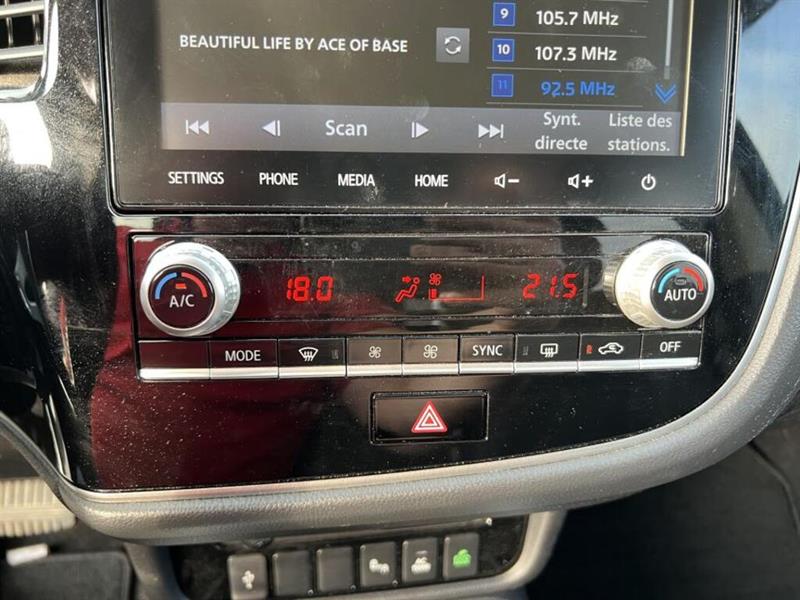 9 105.7 MHz
BEAUTIFUL LIFE BY ACE OF BASE
10 107.3 MHz
11 92.5 MHz
Scan
Synt. directe
Liste des stations.
SETTINGS PHONE MEDIA HOME
A/C 18.0 21.5 AUTO
MODE SYNC OFF